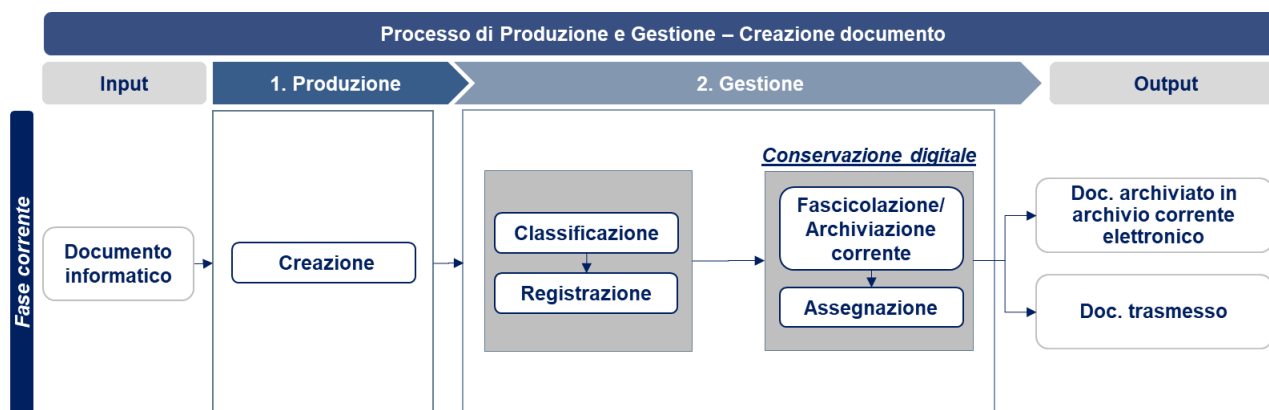 Processo di Produzione e Gestione – Creazione documento
Input
1. Produzione
2. Gestione
Output
Fase corrente
Documento
informatico
Creazione
Classificazione
Registrazione
Conservazione digitale
Fascicolazione/
Archiviazione
corrente
Assegnazione
Doc. archiviato in
archivio corrente
elettronico
Doc. trasmesso